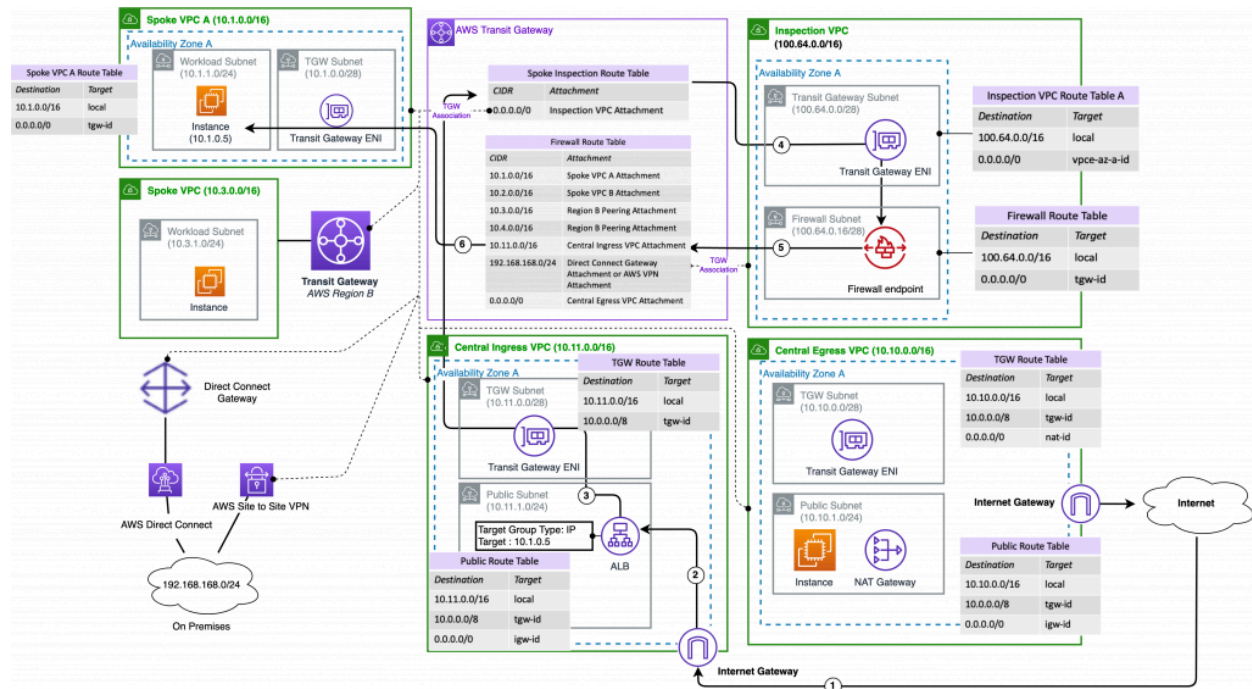 Spoke VPC A (10.1.0.0/16)
Availability Zone A
Workload Subnet
(10.1.1.0/24)
Instance
(10.1.0.5)
TGW Subnet
(10.1.0.0/28)
Transit Gateway ENI
Spoke VPC A Route Table
Destination Target
10.1.0.0/16 local
0.0.0.0/0 tgw-id
Spoke VPC (10.3.0.0/16)
Workload Subnet
(10.3.1.0/24)
Instance
Transit Gateway
AWS Region B
Direct Connect
Gateway
AWS Direct Connect
AWS Site to Site VPN
192.168.168.0/24
On Premises
AWS Transit Gateway
Spoke Inspection Route Table
CIDR Attachment
0.0.0.0/0 Inspection VPC Attachment
TGW
Association
Firewall Route Table
CIDR Attachment
10.1.0.0/16 Spoke VPC A Attachment
10.2.0.0/16 Spoke VPC B Attachment
10.3.0.0/16 Region B Peering Attachment
10.4.0.0/16 Region B Peering Attachment
10.11.0.0/16 Central Ingress VPC Attachment
192.168.168.0/24 Direct Connect Gateway
Attachment or AWS VPN
Attachment
0.0.0.0/0 Central Egress VPC Attachment
6
TGW
Association
Inspection VPC
(100.64.0.0/16)
Availability Zone A
Transit Gateway Subnet
(100.64.0.0/28)
4
Transit Gateway ENI
Firewall Subnet
(100.64.0.16/28)
5
Firewall endpoint
Inspection VPC Route Table A
Destination Target
100.64.0.0/16 local
0.0.0.0/0 vpce-az-a-id
Firewall Route Table
Destination Target
100.64.0.0/16 local
0.0.0.0/0 tgw-id
Central Ingress VPC (10.11.0.0/16)
Availability Zone A
TGW Subnet
(10.11.0.0/28)
Transit Gateway ENI
TGW Route Table
Destination Target
10.11.0.0/16 local
10.0.0.0/8 tgw-id
3
Public Subnet
(10.11.1.0/24)
Target Group Type: IP
Target : 10.1.0.5
ALB
2
Public Route Table
Destination Target
10.11.0.0/16 local
10.0.0.0/8 tgw-id
0.0.0.0/0 igw-id
Internet Gateway
1
Central Egress VPC (10.10.0.0/16)
Availability Zone A
TGW Subnet
(10.10.0.0/28)
Transit Gateway ENI
TGW Route Table
Destination Target
10.10.0.0/16 local
10.0.0.0/8 tgw-id
0.0.0.0/0 nat-id
Public Subnet
(10.10.1.0/24)
Instance
NAT Gateway
Internet Gateway
Internet
Public Route Table
Destination Target
10.10.0.0/16 local
10.0.0.0/8 tgw-id
0.0.0.0/0 igw-id